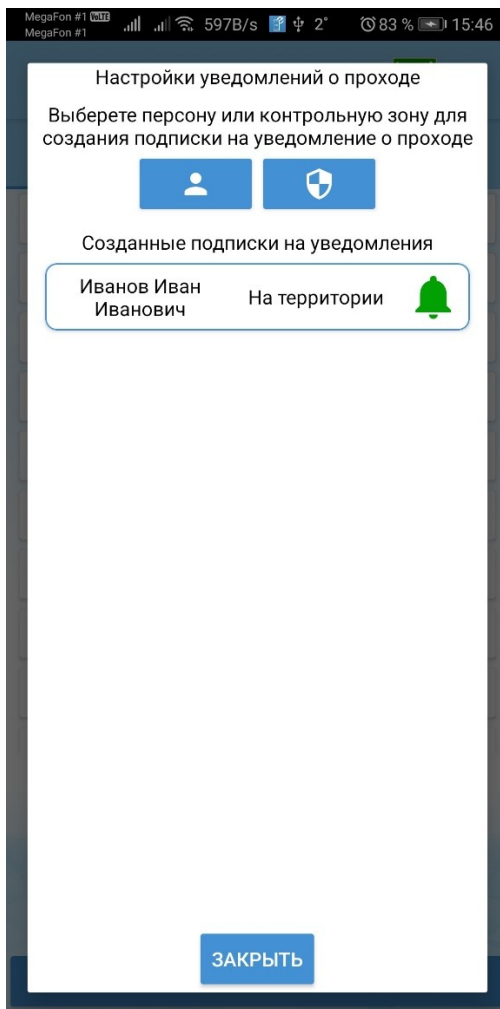 MegaFon #1 VoLTE
MegaFon #1
597B/s 2° 83 % 15:46
Настройки уведомлений о проходе
Выберете персону или контрольную зону для
создания подписки на уведомление о проходе
Созданные подписки на уведомления
Иванов Иван
Иванович
На территории
ЗАКРЫТЬ